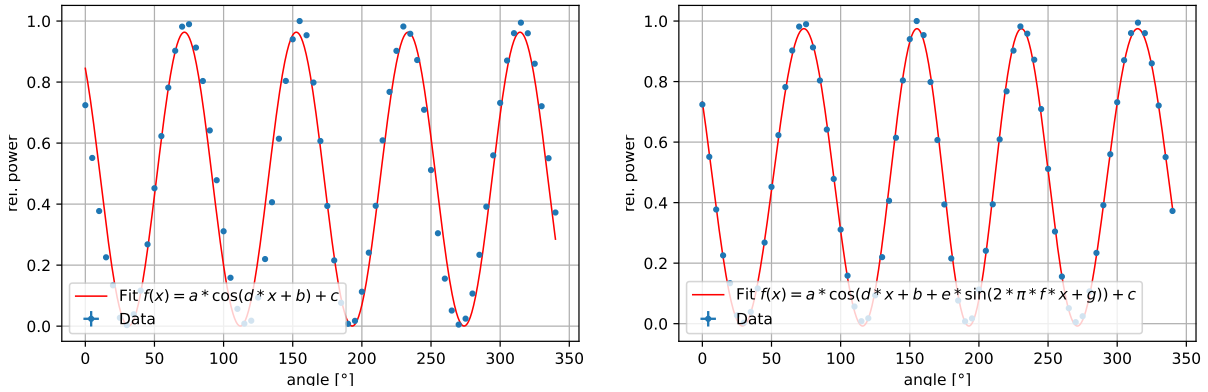 1.0
0.8
0.6
0.4
0.2
0.0
rel. power
0 50 100 150 200 250 300 350
angle [°]
Fit f(x) = a * cos(d * x + b) + c
Data
1.0
0.8
0.6
0.4
0.2
0.0
rel. power
0 50 100 150 200 250 300 350
angle [°]
Fit f(x) = a * cos(d * x + b + e * sin(2 * π * f * x + g)) + c
Data